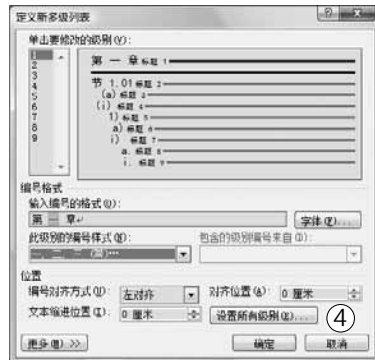 定义新多级列表
单击要修改的级别(V):
1
2
3
4
5
6
7
8
9
第 一 章 标题 1
节 1.01 标题 2
(a) 标题 3
(i) 标题 4
1) 标题 5
a) 标题 6
i) 标题 7
a. 标题 8
i. 标题 9
编号格式
输入编号的格式(O):
第 一 章
字体(F)...
此级别的编号样式(N):
包含的级别编号来自(D):
一, 二, 三 (简)...
位置
编号对齐方式(U): 左对齐
对齐位置(A): 0 厘米
文本缩进位置(I): 0 厘米
设置所有级别(E)...
④
更多(M) >>
确定
取消